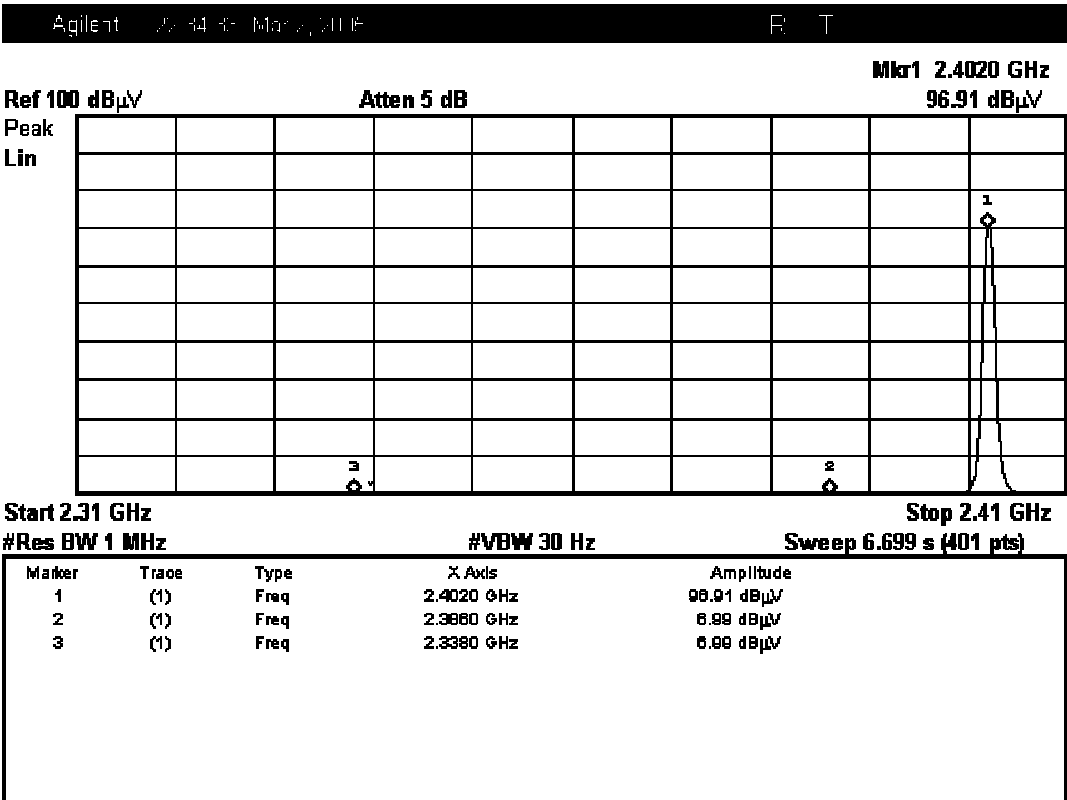 Agilent
R T
Mkr1 2.4020 GHz
Ref 100 dBµV Atten 5 dB 96.91 dBµV
Peak
Lin
1
3 2
Start 2.31 GHz Stop 2.41 GHz
#Res BW 1 MHz #VBW 30 Hz Sweep 6.699 s (401 pts)
Marker Trace Type X Axis Amplitude
1 (1) Freq 2.4020 GHz 96.91 dBµV
2 (1) Freq 2.3860 GHz 6.99 dBµV
3 (1) Freq 2.3380 GHz 6.99 dBµV